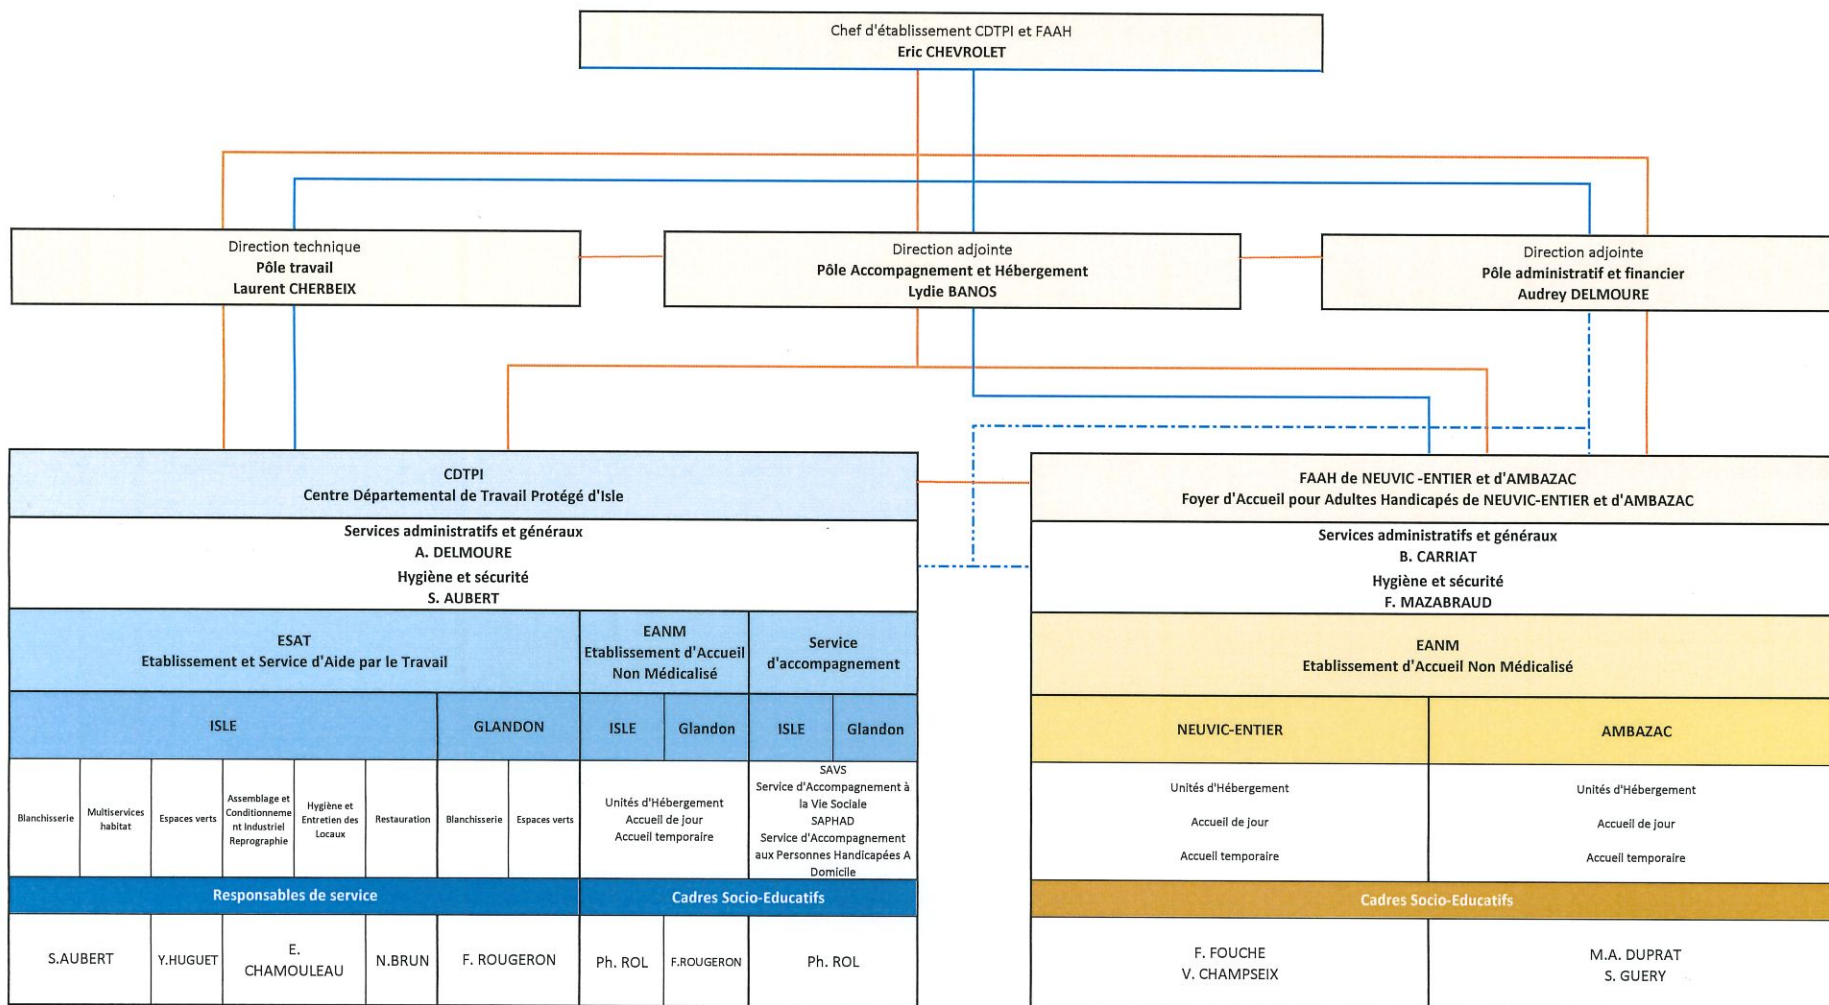 Chef d'établissement CDTPI et FAAH
Eric CHEVROLET
Direction technique
Pôle travail
Laurent CHERBEIX
Direction adjointe
Pôle Accompagnement et Hébergement
Lydie BANOS
Direction adjointe
Pôle administratif et financier
Audrey DELMOURE
CDTPI
Centre Départemental de Travail Protégé d'Isle
Services administratifs et généraux
A. DELMOURE
Hygiène et sécurité
S. AUBERT
ESAT
Etablissement et Service d'Aide par le Travail
EANM
Etablissement d'Accueil
Non Médicalisé
Service
d'accompagnement
ISLE
GLANDON
ISLE
Glandon
ISLE
Glandon
Blanchisserie
Multiservices
habitat
Espaces verts
Assemblage et
Conditionneme
nt Industriel
Reprographie
Hygiène et
Entretien des
Locaux
Restauration
Blanchisserie
Espaces verts
Unités d'Hébergement
Accueil de jour
Accueil temporaire
SAVS
Service d'Accompagnement à
la Vie Sociale
SAPHAD
Service d'Accompagnement
aux Personnes Handicapées A
Domicile
Responsables de service
Cadres Socio-Educatifs
S.AUBERT
Y.HUGUET
E.
CHAMOULEAU
N.BRUN
F. ROUGERON
Ph. ROL
F.ROUGERON
Ph. ROL
FAAH de NEUVIC -ENTIER et d'AMBAZAC
Foyer d'Accueil pour Adultes Handicapés de NEUVIC-ENTIER et d'AMBAZAC
Services administratifs et généraux
B. CARRIAT
Hygiène et sécurité
F. MAZABRAUD
EANM
Etablissement d'Accueil Non Médicalisé
NEUVIC-ENTIER
AMBAZAC
Unités d'Hébergement
Accueil de jour
Accueil temporaire
Unités d'Hébergement
Accueil de jour
Accueil temporaire
Cadres Socio-Educatifs
F. FOUCHE
V. CHAMPSEIX
M.A. DUPRAT
S. GUERY